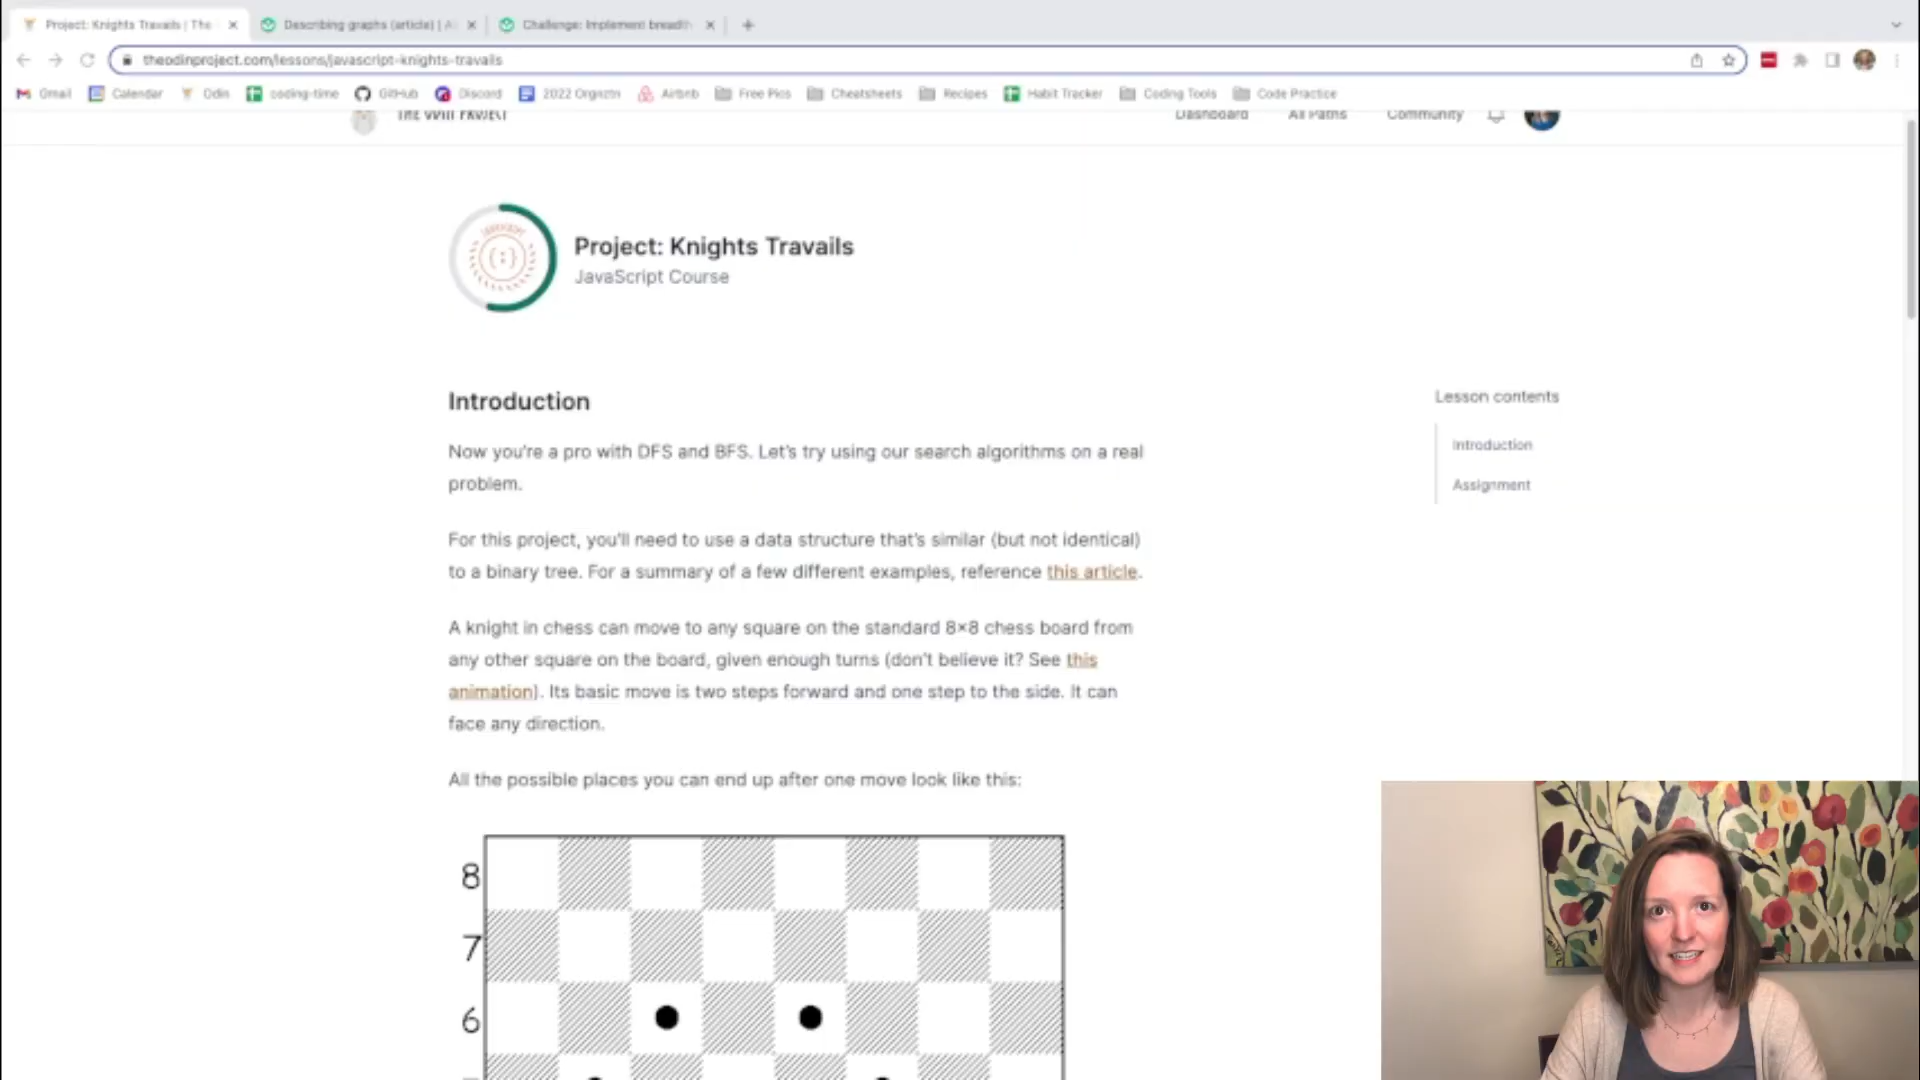 Project: Knights Travails | The
Describing graphs (article) | A
Challenge: Implement breadth
theodinproject.com/lessons/javascript-knights-travails
Gmail
Calendar
Odin
coding-time
GitHub
Discord
2022 Orgnztn
Airbnb
Free Pics
Cheatsheets
Recipes
Habit Tracker
Coding Tools
Code Practice
THE ODIN PROJECT
Dashboard
All Paths
Community
Project: Knights Travails
JavaScript Course
Introduction
Now you're a pro with DFS and BFS. Let's try using our search algorithms on a real
problem.
For this project, you'll need to use a data structure that's similar (but not identical)
to a binary tree. For a summary of a few different examples, reference this article.
A knight in chess can move to any square on the standard 8×8 chess board from
any other square on the board, given enough turns (don't believe it? See this
animation). Its basic move is two steps forward and one step to the side. It can
face any direction.
All the possible places you can end up after one move look like this:
8
7
6
Lesson contents
Introduction
Assignment